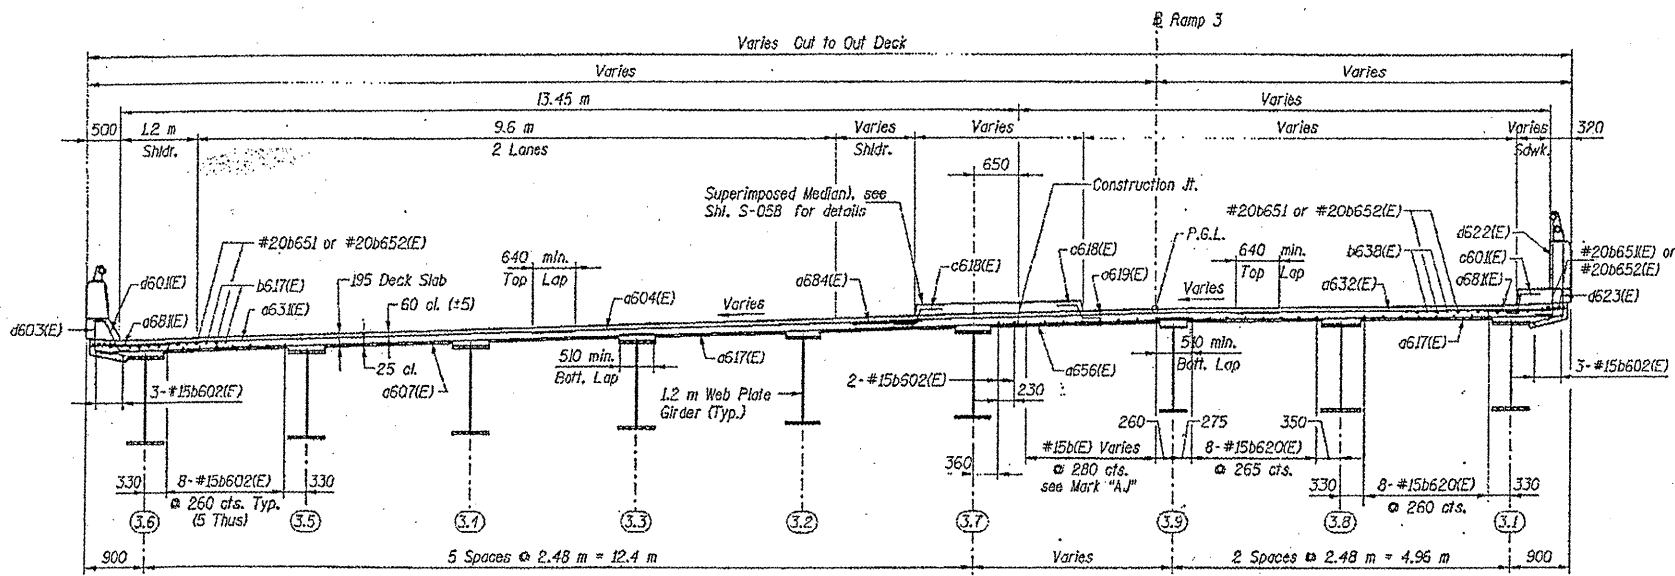 ℄ Ramp 3
Varies Out to Out Deck
Varies
Varies
13.45 m
Varies
500
1.2 m
Shldr.
9.6 m
2 Lanes
Varies
Shldr.
Varies
Varies
Varies
Sdwk.
320
650
Superimposed Median), see
Sht. S-05B for details
Construction Jt.
#20b651 or #20b652(E)
#20b651 or #20b652(E)
d622(E)
#20b651(E) or
#20b652(E)
P.G.L.
b638(E)
c601(E)
640 min.
Top Lap
640 min.
Top Lap
c618(E)
c618(E)
a619(E)
a684(E)
d601(E)
b617(E)
195 Deck Slab
60 cl. (±5)
a604(E)
Varies
Varies
a632(E)
a681(E)
d623(E)
d603(E)
a681(E)
a631(E)
25 cl.
a607(E)
510 min.
Bott. Lap
a617(E)
a656(E)
510 min.
Bott. Lap
a617(E)
3-#15b602(E)
1.2 m Web Plate
Girder (Typ.)
2-#15b602(E)
230
3-#15b602(E)
260
275
350
360
#15b(E) Varies
@ 280 cts.
see Mark "AJ"
8-#15b620(E)
@ 265 cts.
330
8-#15b602(E)
@ 260 cts. Typ.
(5 Thus)
330
330
8-#15b620(E)
@ 260 cts.
330
3.6
3.5
3.4
3.3
3.2
3.7
3.9
3.8
3.1
900
5 Spaces @ 2.48 m = 12.4 m
Varies
2 Spaces @ 2.48 m = 4.96 m
900